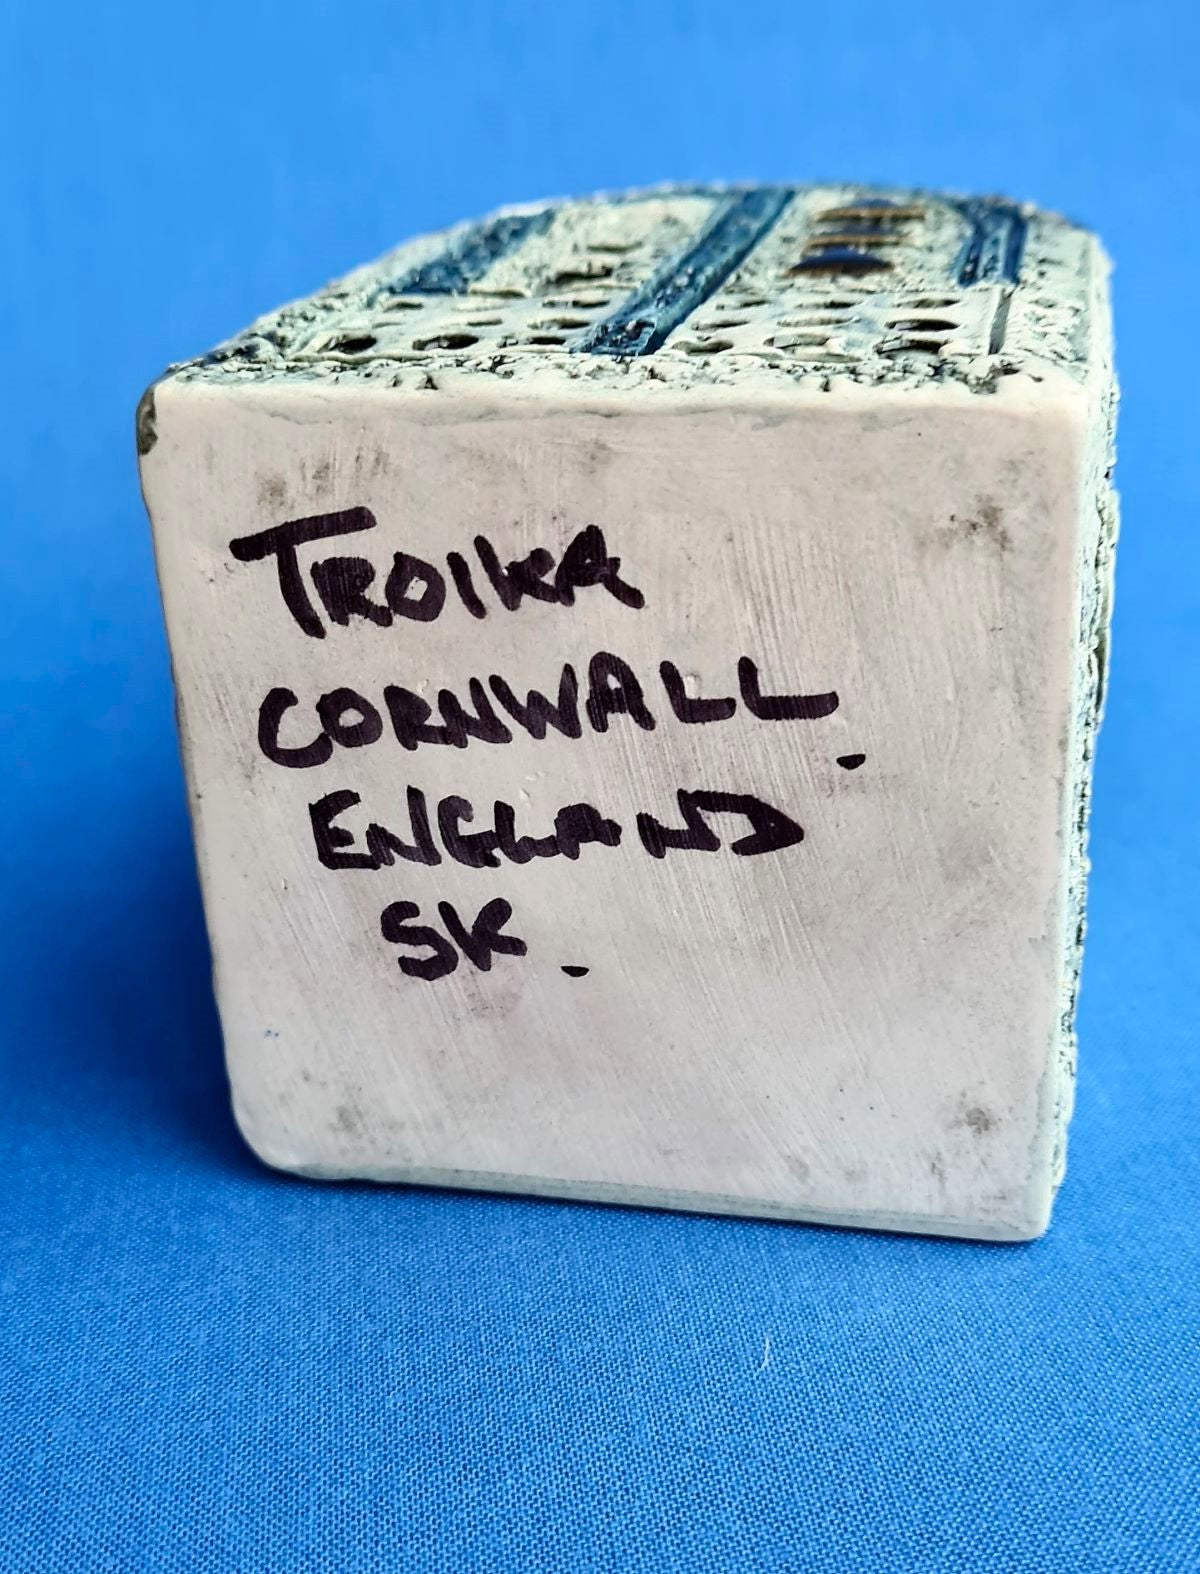 TROIKA
CORNWALL.
ENGLAND
SK.